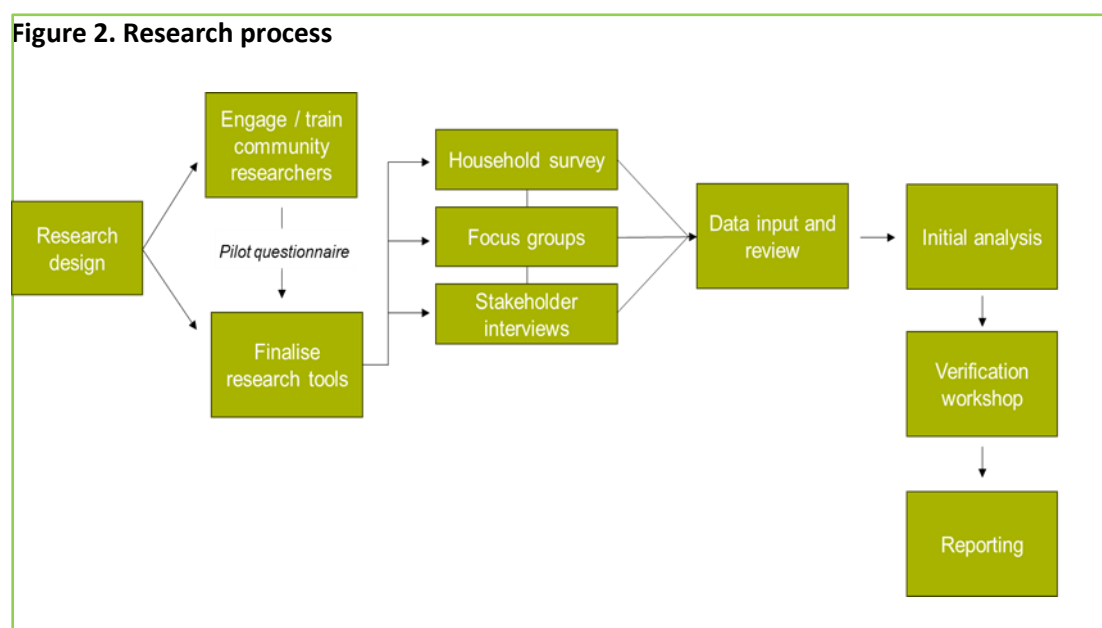 Figure 2. Research process
Research
design
Engage / train
community
researchers
Pilot questionnaire
Finalise
research tools
Household survey
Focus groups
Stakeholder
interviews
Data input and
review
Initial analysis
Verification
workshop
Reporting